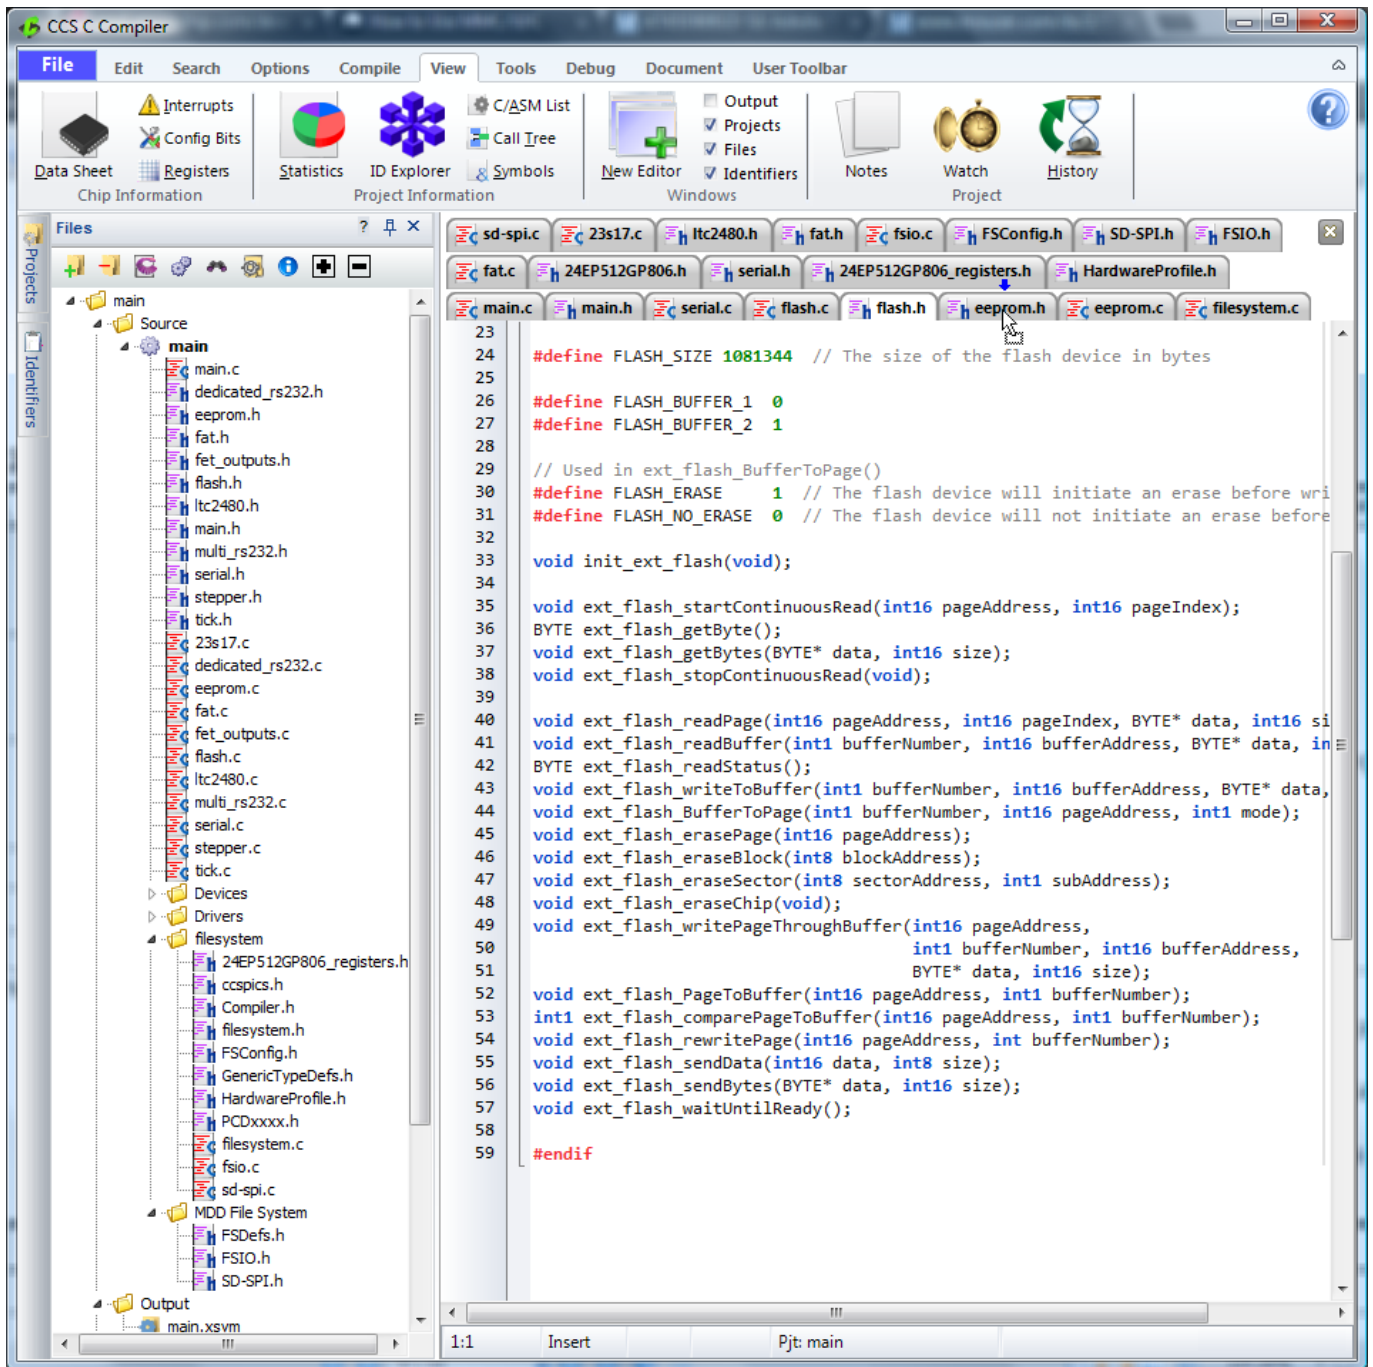 CCS C Compiler
File Edit Search Options Compile View Tools Debug Document User Toolbar
Interrupts C/ASM List Output
Config Bits Call Tree Projects
Files
Data Sheet Registers Statistics ID Explorer Symbols New Editor Identifiers Notes Watch History
Chip Information Project Information Windows Project
Projects
Identifiers
Files
main
Source
main
main.c
dedicated_rs232.h
eeprom.h
fat.h
fet_outputs.h
flash.h
ltc2480.h
main.h
multi_rs232.h
serial.h
stepper.h
tick.h
23s17.c
dedicated_rs232.c
eeprom.c
fat.c
fet_outputs.c
flash.c
ltc2480.c
multi_rs232.c
serial.c
stepper.c
tick.c
Devices
Drivers
filesystem
24EP512GP806_registers.h
ccspics.h
Compiler.h
filesystem.h
FSConfig.h
GenericTypeDefs.h
HardwareProfile.h
PCDxxxx.h
filesystem.c
fsio.c
sd-spi.c
MDD File System
FSDefs.h
FSIO.h
SD-SPI.h
Output
main.xsym
sd-spi.c 23s17.c ltc2480.h fat.h fsio.c FSConfig.h SD-SPI.h FSIO.h
fat.c 24EP512GP806.h serial.h 24EP512GP806_registers.h HardwareProfile.h
main.c main.h serial.c flash.c flash.h eeprom.h eeprom.c filesystem.c
23
24 #define FLASH_SIZE 1081344 // The size of the flash device in bytes
25
26 #define FLASH_BUFFER_1 0
27 #define FLASH_BUFFER_2 1
28
29 // Used in ext_flash_BufferToPage()
30 #define FLASH_ERASE 1 // The flash device will initiate an erase before wri
31 #define FLASH_NO_ERASE 0 // The flash device will not initiate an erase before
32
33 void init_ext_flash(void);
34
35 void ext_flash_startContinuousRead(int16 pageAddress, int16 pageIndex);
36 BYTE ext_flash_getByte();
37 void ext_flash_getBytes(BYTE* data, int16 size);
38 void ext_flash_stopContinuousRead(void);
39
40 void ext_flash_readPage(int16 pageAddress, int16 pageIndex, BYTE* data, int16 si
41 void ext_flash_readBuffer(int1 bufferNumber, int16 bufferAddress, BYTE* data, in
42 BYTE ext_flash_readStatus();
43 void ext_flash_writeToBuffer(int1 bufferNumber, int16 bufferAddress, BYTE* data,
44 void ext_flash_BufferToPage(int1 bufferNumber, int16 pageAddress, int1 mode);
45 void ext_flash_erasePage(int16 pageAddress);
46 void ext_flash_eraseBlock(int8 blockAddress);
47 void ext_flash_eraseSector(int8 sectorAddress, int1 subAddress);
48 void ext_flash_eraseChip(void);
49 void ext_flash_writePageThroughBuffer(int16 pageAddress,
50 int1 bufferNumber, int16 bufferAddress,
51 BYTE* data, int16 size);
52 void ext_flash_PageToBuffer(int16 pageAddress, int1 bufferNumber);
53 int1 ext_flash_comparePageToBuffer(int16 pageAddress, int1 bufferNumber);
54 void ext_flash_rewritePage(int16 pageAddress, int bufferNumber);
55 void ext_flash_sendData(int16 data, int8 size);
56 void ext_flash_sendBytes(BYTE* data, int16 size);
57 void ext_flash_waitUntilReady();
58
59 #endif
1:1 Insert Pjt: main